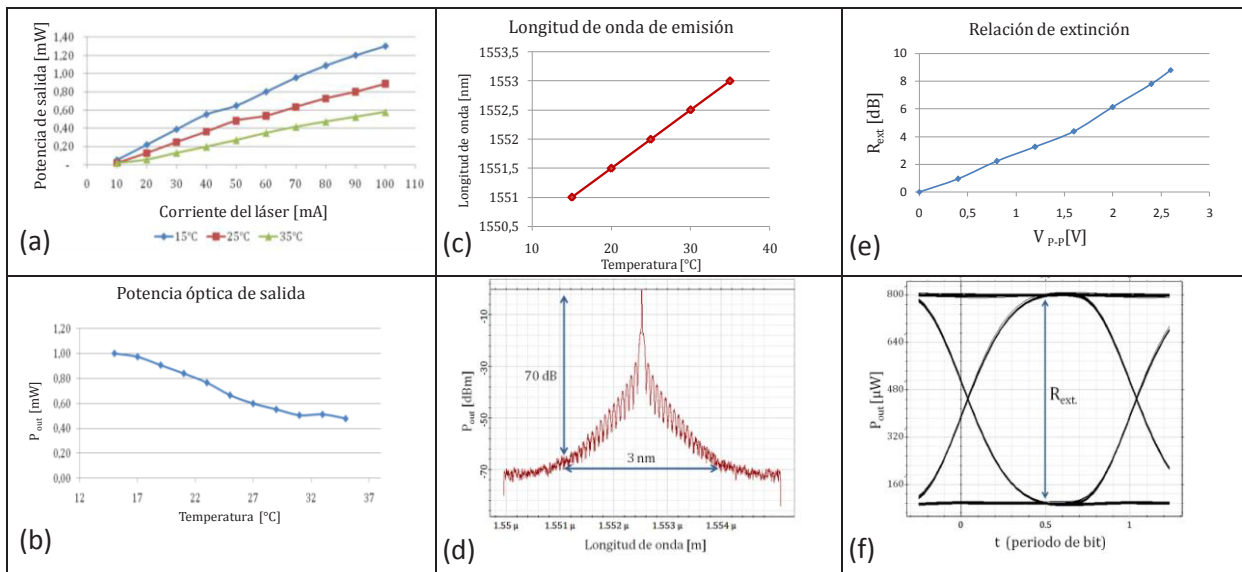 Potencia de salida [mW]
1,40
1,20
1,00
0,80
0,60
0,40
0,20
-
0 10 20 30 40 50 60 70 80 90 100 110
Corriente del láser [mA]
15°C 25°C 35°C
(a)
Longitud de onda de emisión
Longitud de onda [nm]
1553,5
1553
1552,5
1552
1551,5
1551
1550,5
10 20 30 40
Temperatura [°C]
(c)
Relación de extinción
R ext [dB]
10
8
6
4
2
0
0 0,5 1 1,5 2 2,5 3
V P-P [V]
(e)
Potencia óptica de salida
P out [mW]
1,20
1,00
0,80
0,60
0,40
0,20
0,00
12 17 22 27 32 37
Temperatura [°C]
(b)
P out [dBm]
-10
-30
-50
-70
70 dB
3 nm
1.55 µ 1.551 µ 1.552 µ 1.553 µ 1.554 µ
Longitud de onda [m]
(d)
P out [µW]
800
640
480
320
160
R ext.
0 0.5 1
t (periodo de bit)
(f)